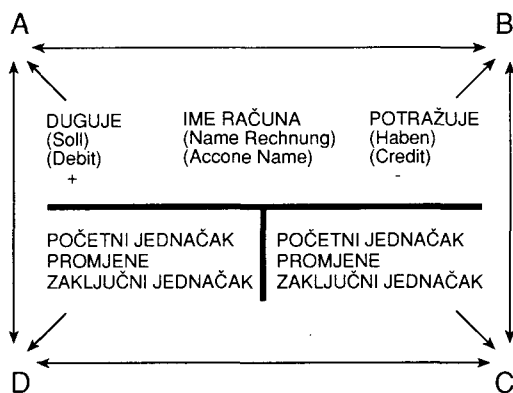 A B
DUGUJE IME RAČUNA POTRAŽUJE
(Soll) (Name Rechnung) (Haben)
(Debit) (Accone Name) (Credit)
+ -
POČETNI JEDNAČAK POČETNI JEDNAČAK
PROMJENE PROMJENE
ZAKLJUČNI JEDNAČAK ZAKLJUČNI JEDNAČAK
D C